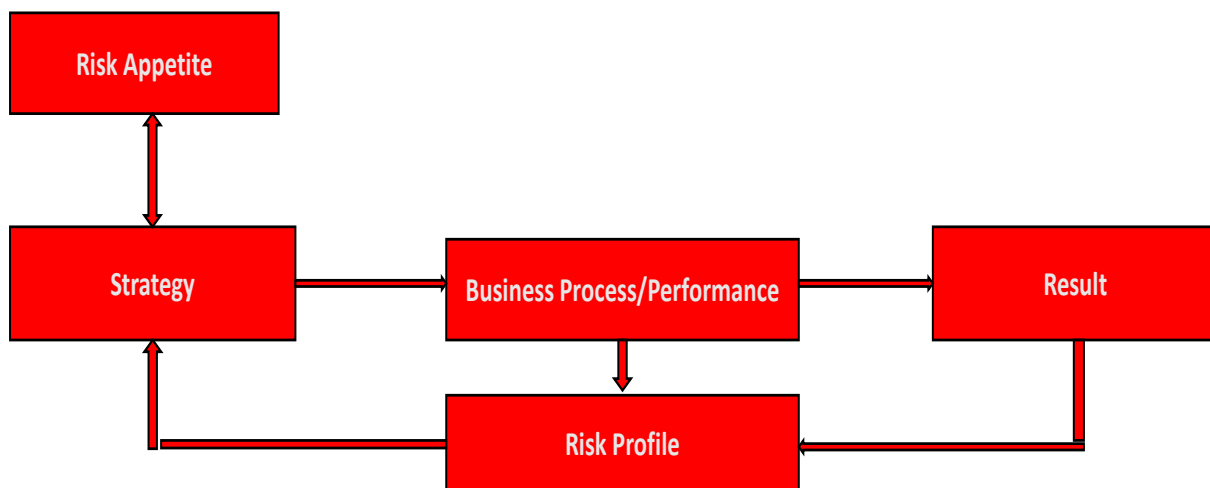 Risk Appetite
Strategy
Business Process/Performance
Result
Risk Profile